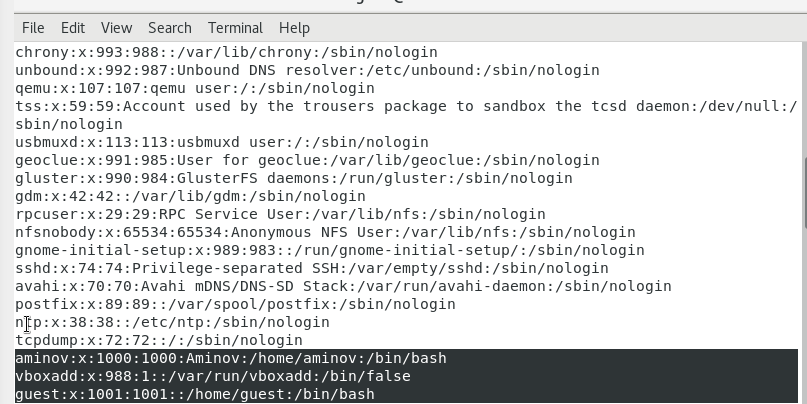 File Edit View Search Terminal Help
chrony:x:993:988::/var/lib/chrony:/sbin/nologin
unbound:x:992:987:Unbound DNS resolver:/etc/unbound:/sbin/nologin
qemu:x:107:107:qemu user:/:/sbin/nologin
tss:x:59:59:Account used by the trousers package to sandbox the tcsd daemon:/dev/null:/
sbin/nologin
usbmuxd:x:113:113:usbmuxd user:/:/sbin/nologin
geoclue:x:991:985:User for geoclue:/var/lib/geoclue:/sbin/nologin
gluster:x:990:984:GlusterFS daemons:/run/gluster:/sbin/nologin
gdm:x:42:42::/var/lib/gdm:/sbin/nologin
rpcuser:x:29:29:RPC Service User:/var/lib/nfs:/sbin/nologin
nfsnobody:x:65534:65534:Anonymous NFS User:/var/lib/nfs:/sbin/nologin
gnome-initial-setup:x:989:983::/run/gnome-initial-setup/:/sbin/nologin
sshd:x:74:74:Privilege-separated SSH:/var/empty/sshd:/sbin/nologin
avahi:x:70:70:Avahi mDNS/DNS-SD Stack:/var/run/avahi-daemon:/sbin/nologin
postfix:x:89:89::/var/spool/postfix:/sbin/nologin
ntp:x:38:38::/etc/ntp:/sbin/nologin
tcpdump:x:72:72::/:/sbin/nologin
aminov:x:1000:1000:Aminov:/home/aminov:/bin/bash
vboxadd:x:988:1::/var/run/vboxadd:/bin/false
guest:x:1001:1001::/home/guest:/bin/bash